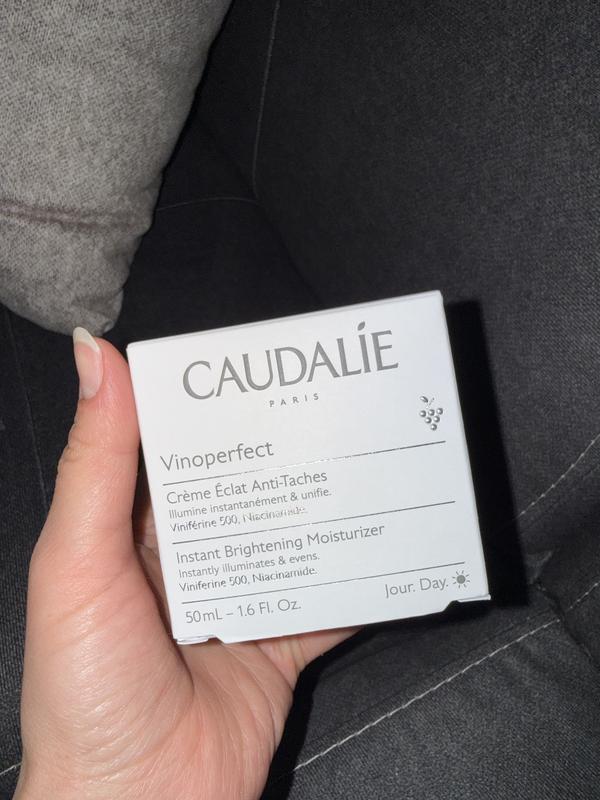 CAUDALÍE
PARIS
Vinoperfect
Crème Éclat Anti-Taches
Illumine instantanément & unifie.
Viniférine 500, Niacinamide.
Instant Brightening Moisturizer
Instantly illuminates & evens.
Viniferine 500, Niacinamide.
50mL – 1.6 Fl. Oz.
Jour. Day.